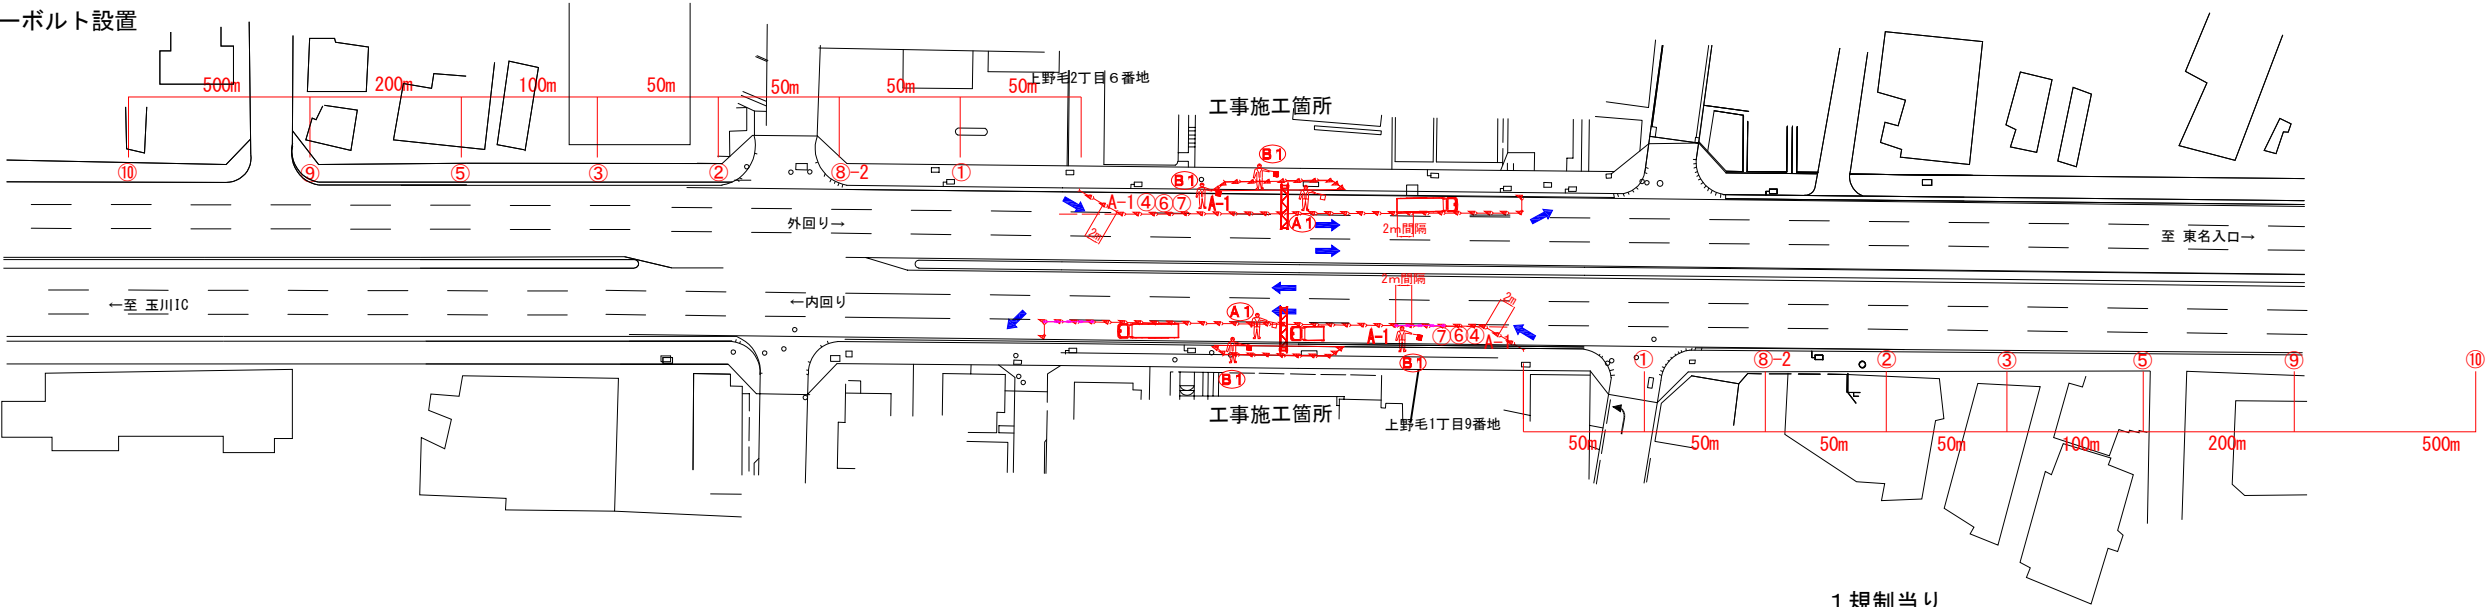 ーボルト設置
500m 200m 100m 50m 50m 50m 50m
上野毛2丁目6番地
工事施工箇所
⑩ ⑨ ⑤ ③ ② ⑧-2 ①
B1
B1
A-1 ④⑥⑦ A-1
2m
A1
2m間隔
外回り→
至 東名入口→
←至 玉川IC
←内回り
2m間隔
2m
A1
A-1 ⑦⑥④ A-1
B1
B1
① ⑧-2 ② ③ ⑤ ⑨ ⑩
工事施工箇所
上野毛1丁目9番地
50m 50m 50m 50m 100m 200m 500m
1規制当り